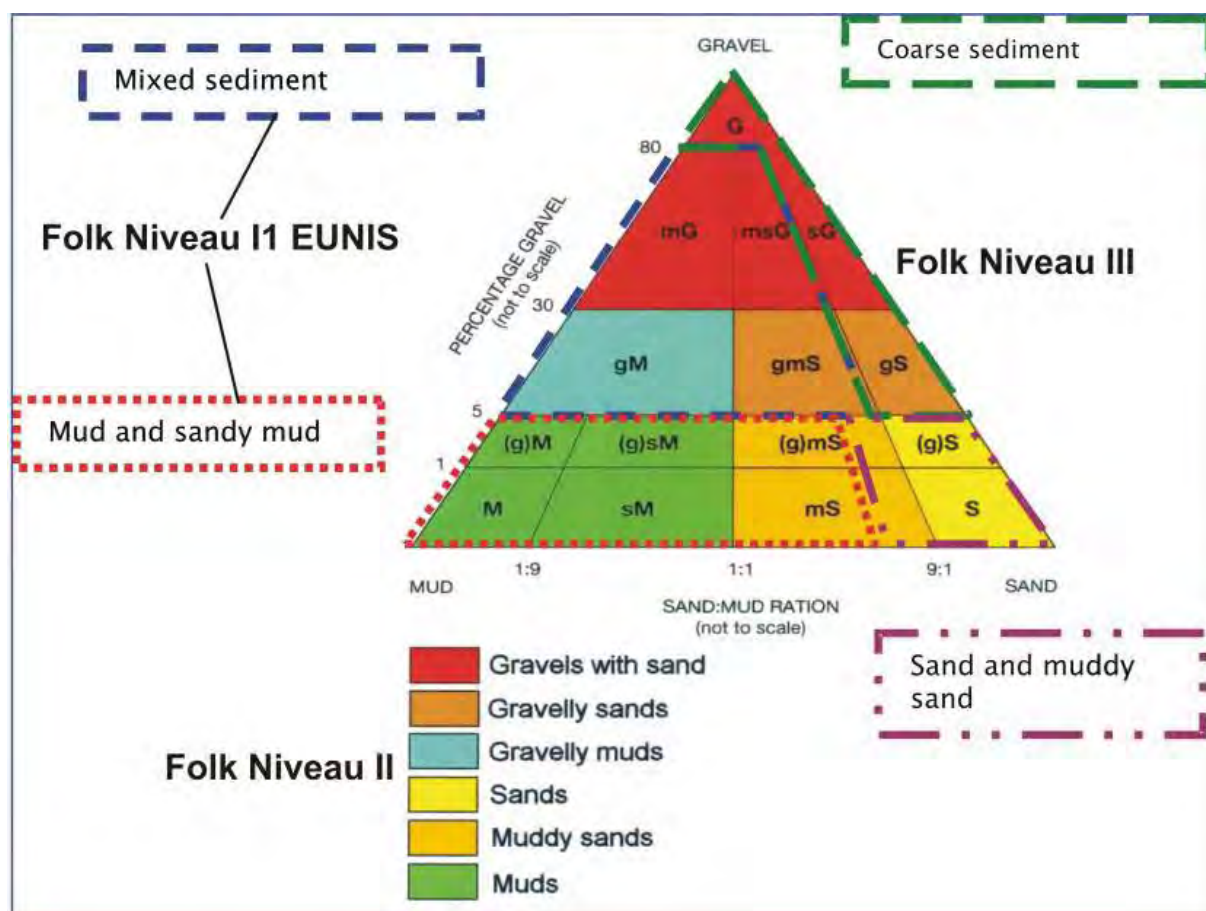 GRAVEL
Coarse sediment
Mixed sediment
G
80
PERCENTAGE GRAVEL
(not to scale)
mG
msG
sG
Folk Niveau I1 EUNIS
Folk Niveau III
30
gM
gmS
gS
5
Mud and sandy mud
(g)M
(g)sM
(g)mS
(g)S
1
M
sM
mS
S
1:9
1:1
9:1
MUD
SAND
SAND:MUD RATION
(not to scale)
Sand and muddy
sand
Gravels with sand
Gravelly sands
Gravelly muds
Folk Niveau II
Sands
Muddy sands
Muds